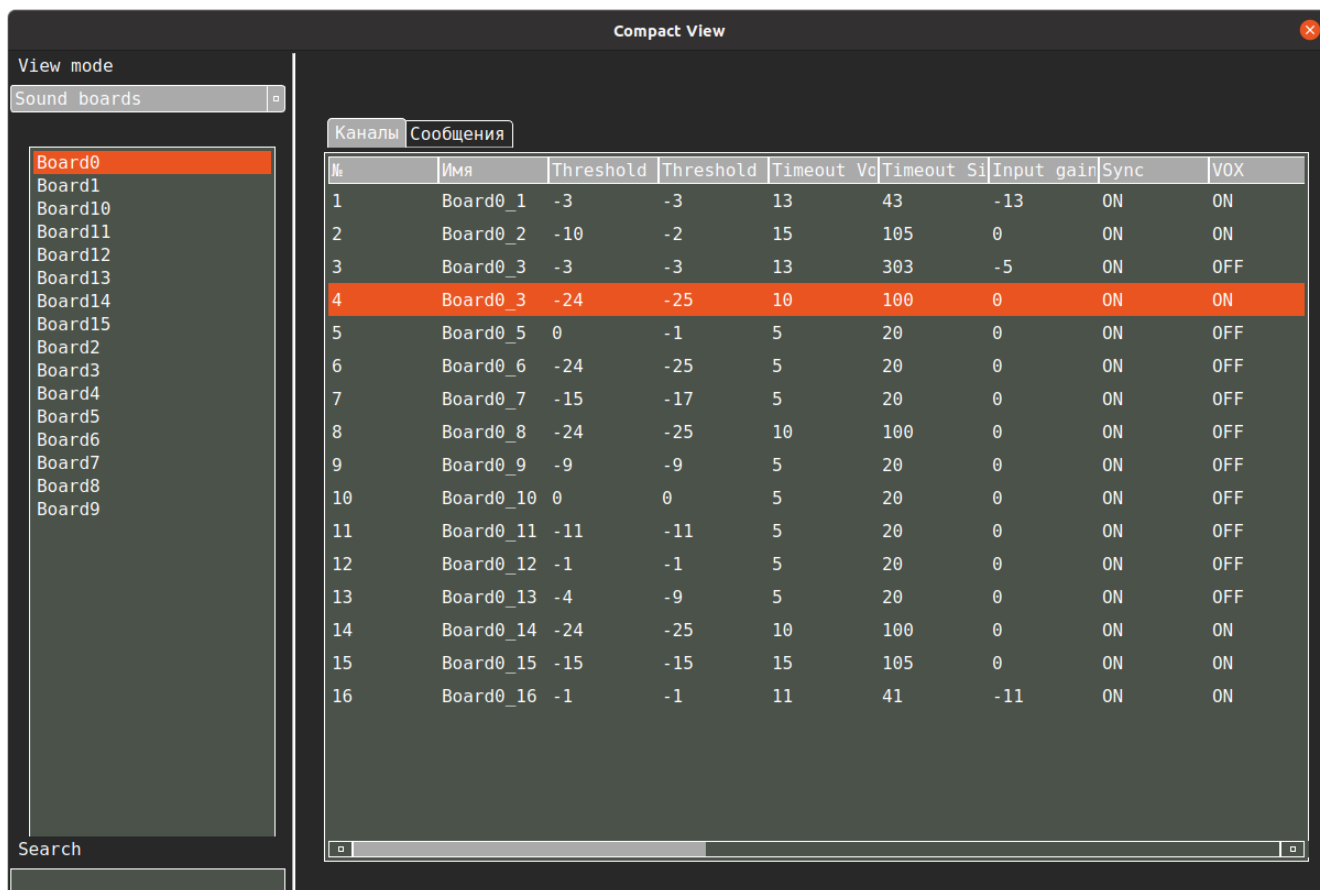 Compact View
View mode
Sound boards
Board0
Board1
Board10
Board11
Board12
Board13
Board14
Board15
Board2
Board3
Board4
Board5
Board6
Board7
Board8
Board9
Search
Каналы Сообщения
№ Имя Threshold Threshold Timeout Vo Timeout Si Input gain Sync VOX
1 Board0_1 -3 -3 13 43 -13 ON ON
2 Board0_2 -10 -2 15 105 0 ON ON
3 Board0_3 -3 -3 13 303 -5 ON OFF
4 Board0_3 -24 -25 10 100 0 ON ON
5 Board0_5 0 -1 5 20 0 ON OFF
6 Board0_6 -24 -25 5 20 0 ON OFF
7 Board0_7 -15 -17 5 20 0 ON OFF
8 Board0_8 -24 -25 10 100 0 ON OFF
9 Board0_9 -9 -9 5 20 0 ON OFF
10 Board0_10 0 0 5 20 0 ON OFF
11 Board0_11 -11 -11 5 20 0 ON OFF
12 Board0_12 -1 -1 5 20 0 ON OFF
13 Board0_13 -4 -9 5 20 0 ON OFF
14 Board0_14 -24 -25 10 100 0 ON ON
15 Board0_15 -15 -15 15 105 0 ON ON
16 Board0_16 -1 -1 11 41 -11 ON ON